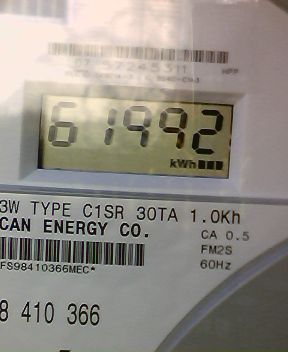 61992
kWh
3W TYPE C1SR 30TA 1.0Kh
CAN ENERGY CO.
CA 0.5
FM2S
60Hz
FS98410366MEC*
8 410 366